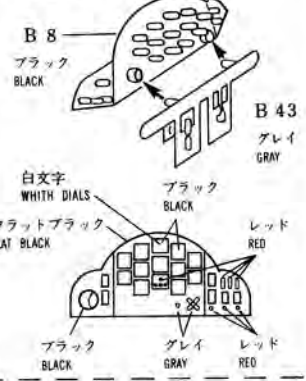 B 8
ブラック
BLACK
B 43
グレイ
GRAY
白文字
WHITH DIALS
ブラック
BLACK
ラットブラック
AT BLACK
レッド
RED
ブラック
BLACK
グレイ
GRAY
レッド
RED